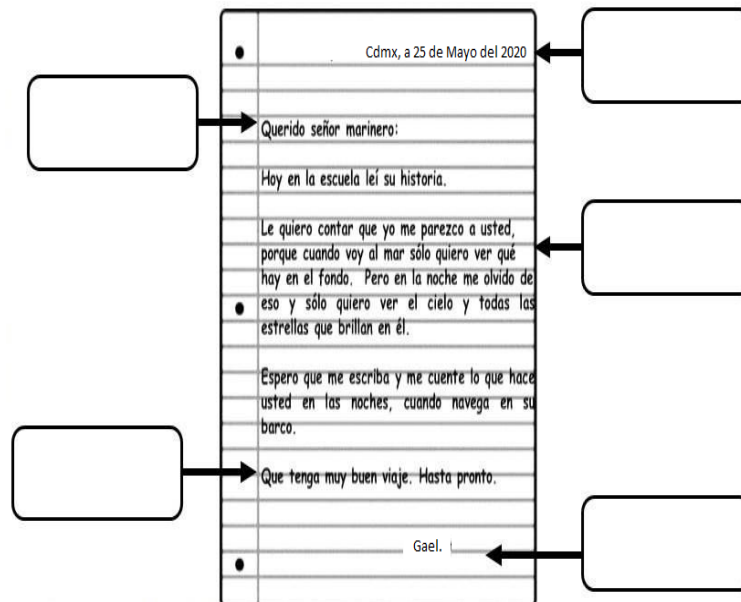 Cdmx, a 25 de Mayo del 2020
Querido señor marinero:
Hoy en la escuela leí su historia.
Le quiero contar que yo me parezco a usted,
porque cuando voy al mar sólo quiero ver qué
hay en el fondo. Pero en la noche me olvido de
eso y sólo quiero ver el cielo y todas las
estrellas que brillan en él.
Espero que me escriba y me cuente lo que hace
usted en las noches, cuando navega en su
barco.
Que tenga muy buen viaje. Hasta pronto.
Gael.